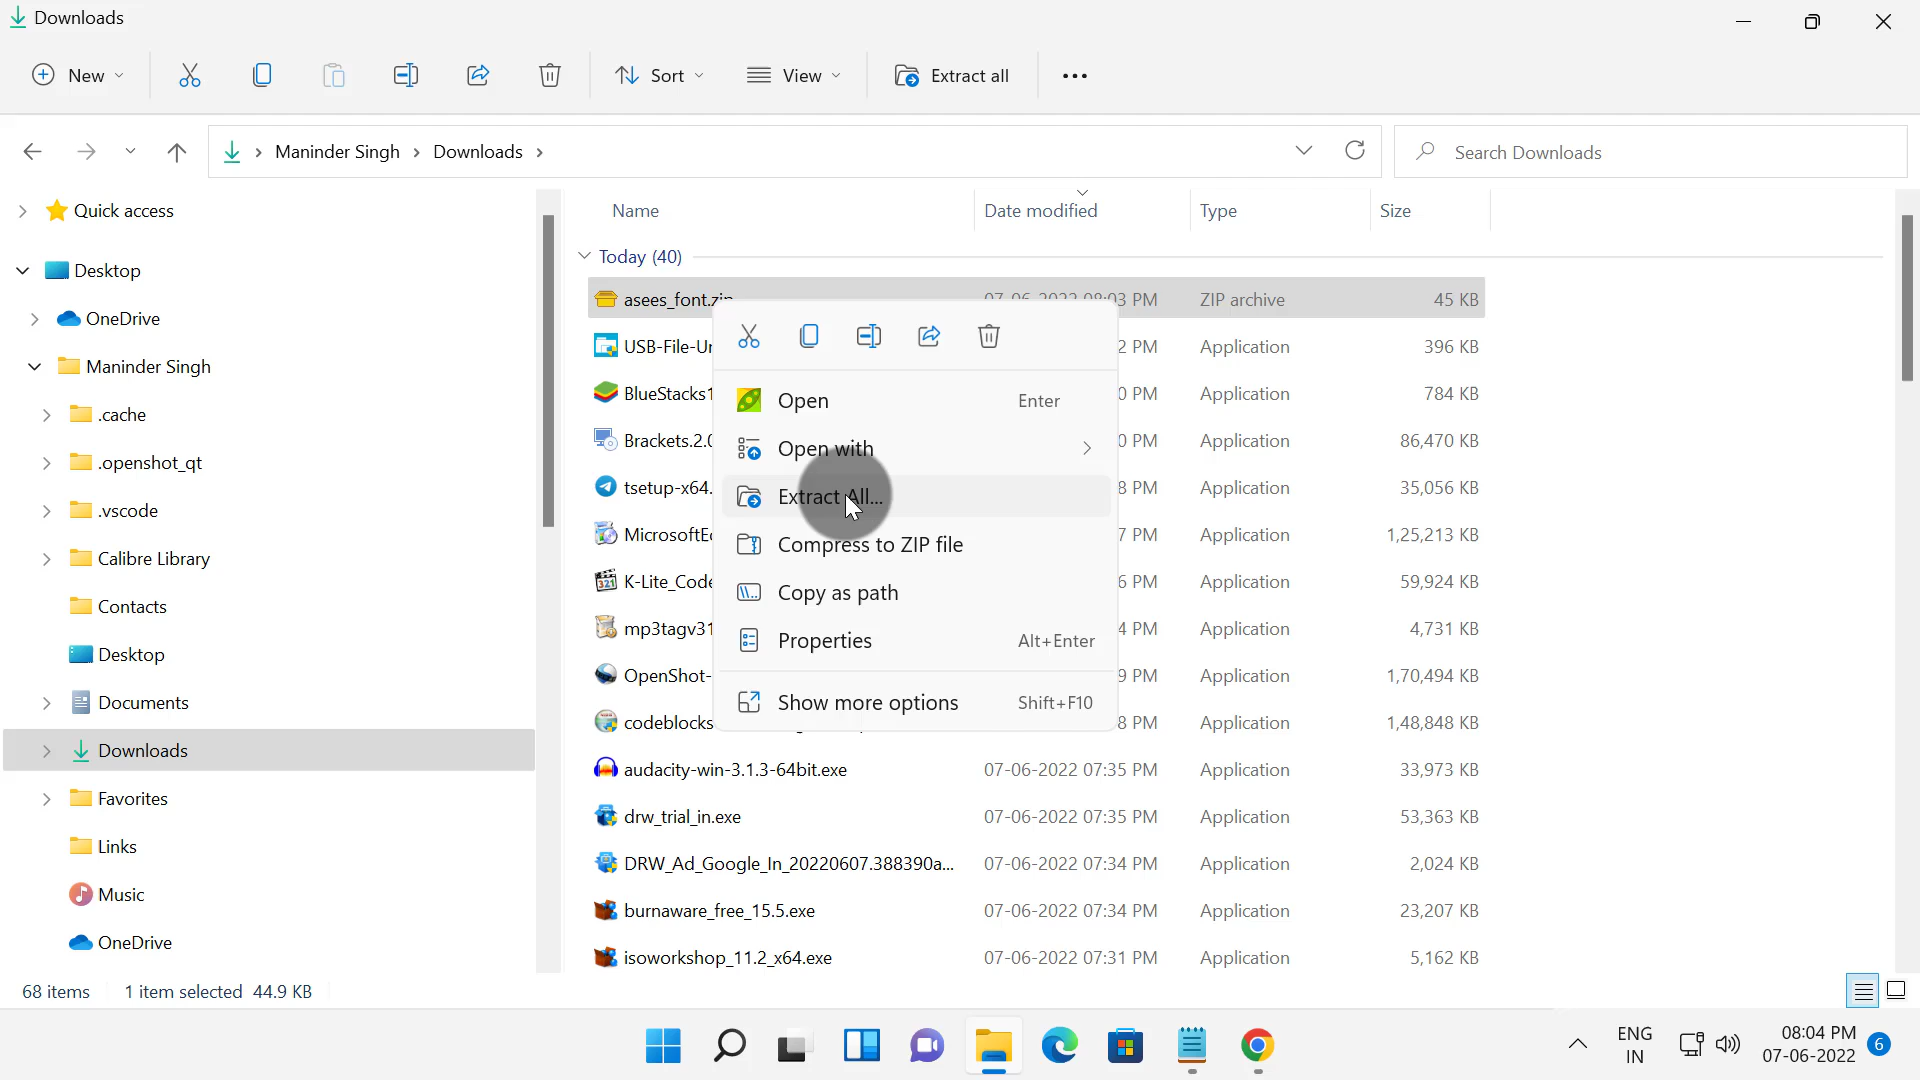 Downloads
New
Sort
View
Extract all
Maninder Singh
Downloads
Search Downloads
Quick access
Desktop
OneDrive
Maninder Singh
.cache
.openshot_qt
.vscode
Calibre Library
Contacts
Desktop
Documents
Downloads
Favorites
Links
Music
OneDrive
Name Date modified Type Size
Today (40)
asees_font.zip 07-06-2022 08:03 PM ZIP archive 45 KB
USB-File-Un 2 PM Application 396 KB
BlueStacks1 0 PM Application 784 KB
Brackets.2.0 0 PM Application 86,470 KB
tsetup-x64. 8 PM Application 35,056 KB
MicrosoftEd 7 PM Application 1,25,213 KB
K-Lite_Code 6 PM Application 59,924 KB
mp3tagv31 4 PM Application 4,731 KB
OpenShot- 9 PM Application 1,70,494 KB
codeblocks 8 PM Application 1,48,848 KB
audacity-win-3.1.3-64bit.exe 07-06-2022 07:35 PM Application 33,973 KB
drw_trial_in.exe 07-06-2022 07:35 PM Application 53,363 KB
DRW_Ad_Google_In_20220607.388390a... 07-06-2022 07:34 PM Application 2,024 KB
burnaware_free_15.5.exe 07-06-2022 07:34 PM Application 23,207 KB
isoworkshop_11.2_x64.exe 07-06-2022 07:31 PM Application 5,162 KB
Open Enter
Open with
Extract All...
Compress to ZIP file
Copy as path
Properties Alt+Enter
Show more options Shift+F10
68 items 1 item selected 44.9 KB
ENG
IN
08:04 PM
07-06-2022
6